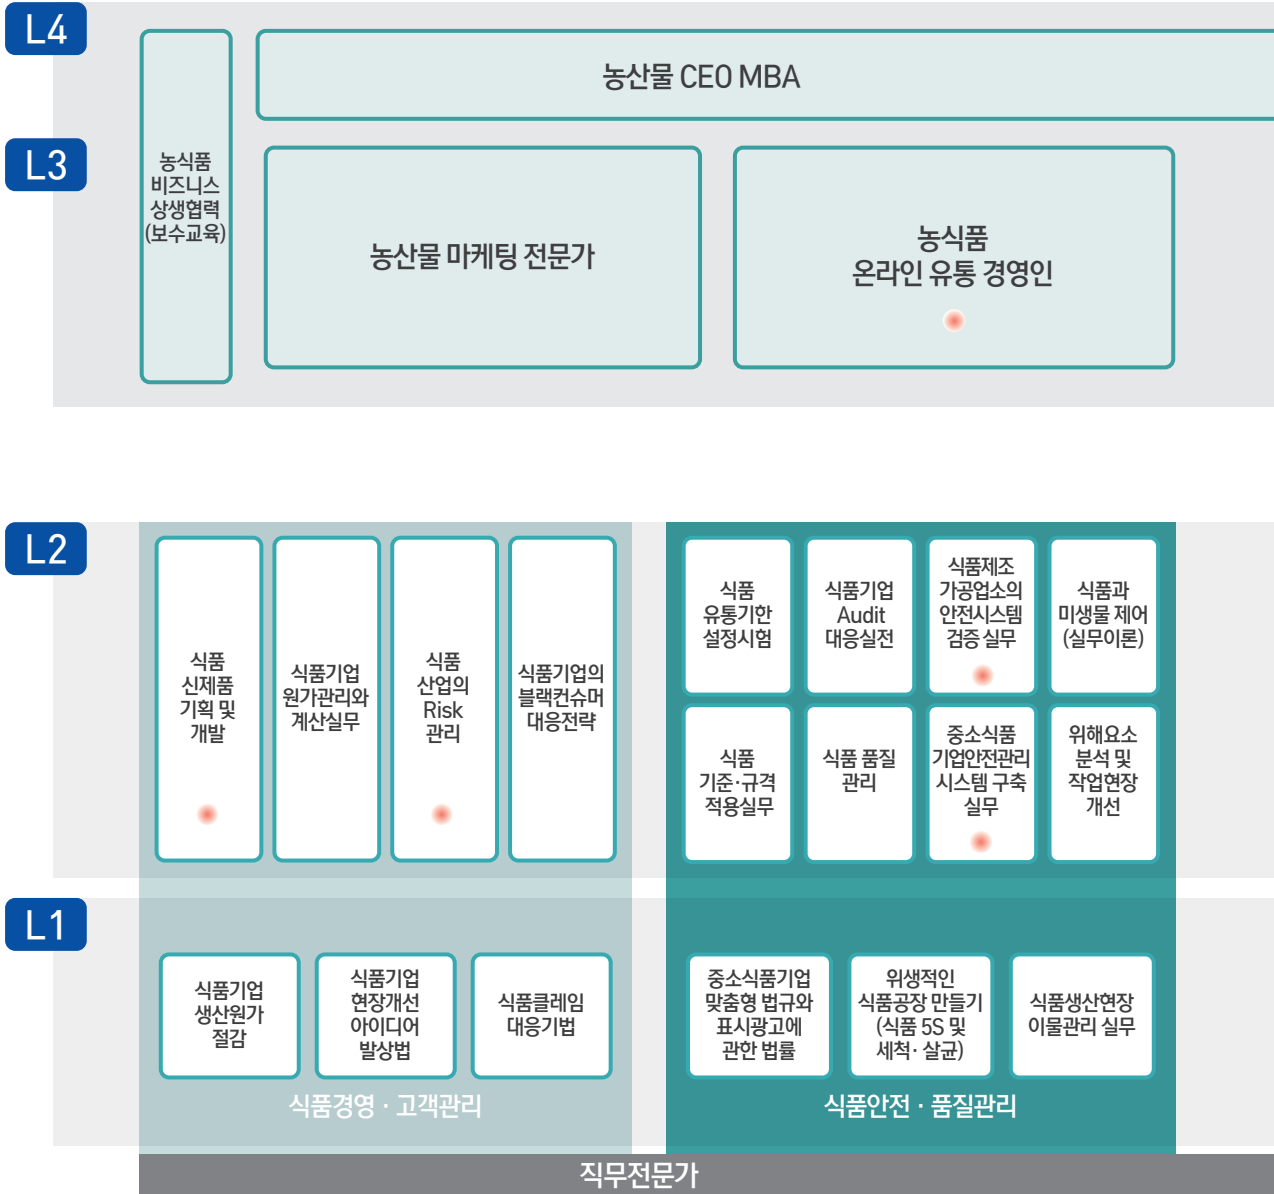 L4
농산물 CEO MBA
L3
농식품
비즈니스
상생협력
(보수교육)
농산물 마케팅 전문가
농식품
온라인 유통 경영인
L2
식품
신제품
기획 및
개발
식품기업
원가관리와
계산실무
식품
산업의
Risk
관리
식품기업의
블랙컨슈머
대응전략
식품
유통기한
설정시험
식품기업
Audit
대응실전
식품제조
가공업소의
안전시스템
검증 실무
식품과
미생물 제어
(실무이론)
식품
기준·규격
적용실무
식품 품질
관리
중소식품
기업안전관리
시스템 구축
실무
위해요소
분석 및
작업현장
개선
L1
식품기업
생산원가
절감
식품기업
현장개선
아이디어
발상법
식품클레임
대응기법
중소식품기업
맞춤형 법규와
표시광고에
관한 법률
위생적인
식품공장 만들기
(식품 5S 및
세척·살균)
식품생산현장
이물관리 실무
식품경영·고객관리
식품안전·품질관리
직무전문가